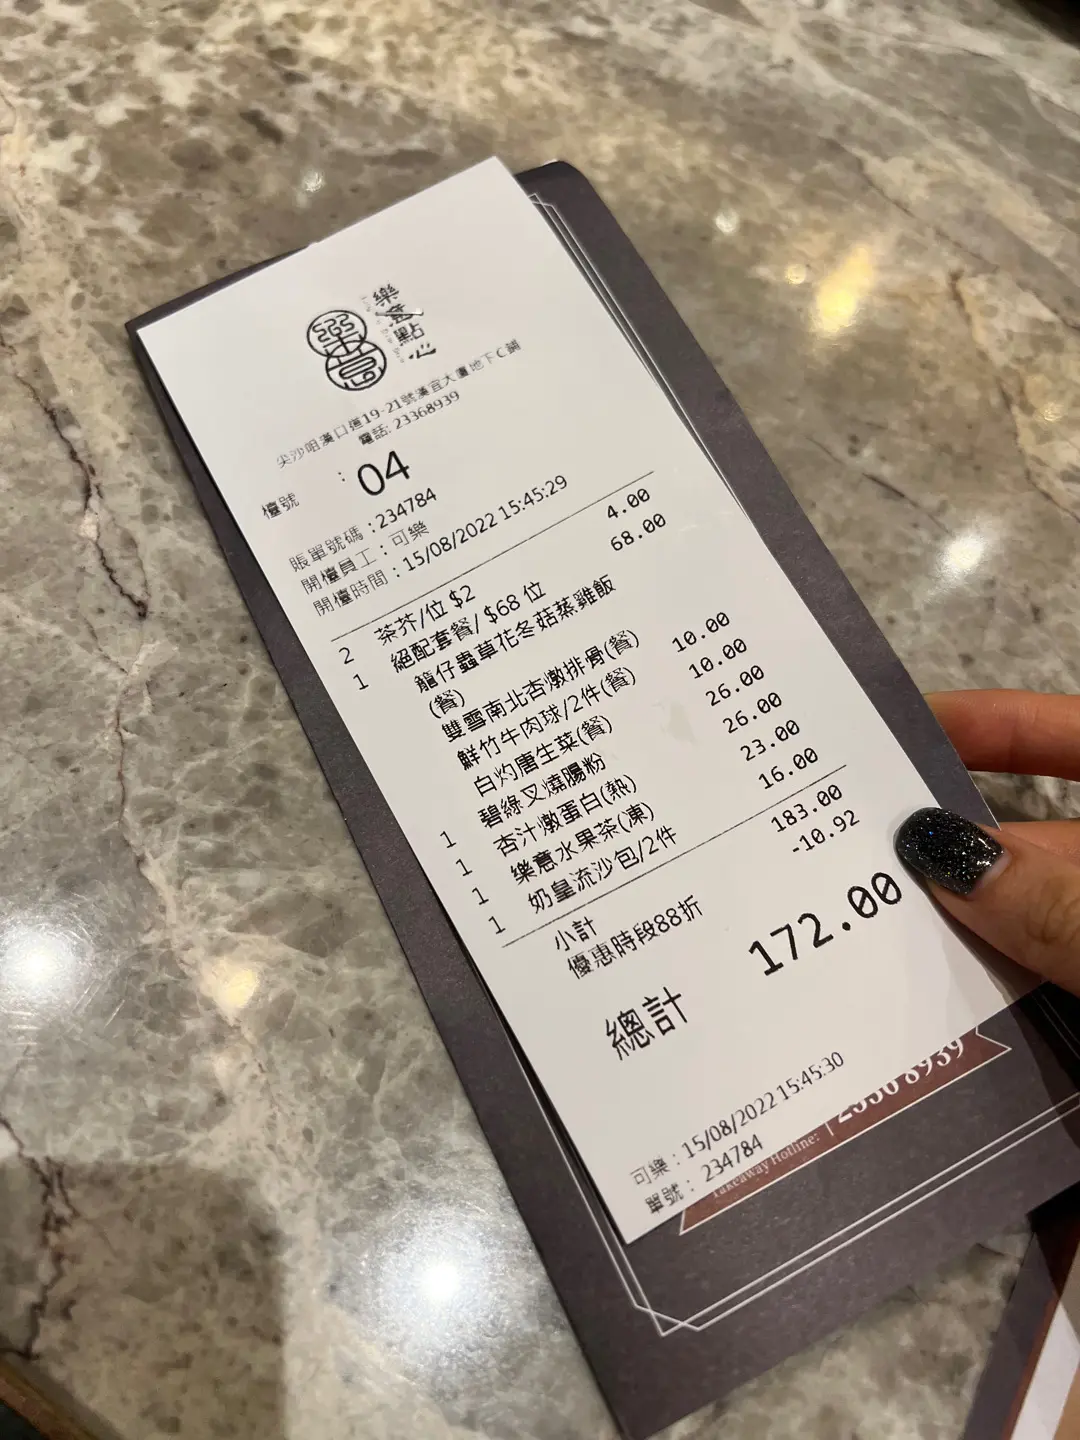 樂意
樂意點心
尖沙咀漢口道19-21號漢宜大廈地下C鋪
電話: 23368939
檯號 : 04
賬單號碼 : 234784
開檯員工 : 可樂
開檯時間 : 15/08/2022 15:45:29
2 茶芥/位 $2 4.00
1 絕配套餐/ $68 位 68.00
籠仔蟲草花冬菇蒸雞飯
(餐)
雙雪南北杏燉排骨(餐) 10.00
鮮竹牛肉球/2件(餐) 10.00
白灼唐生菜(餐) 26.00
1 碧綠叉燒腸粉 26.00
1 杏汁燉蛋白(熱) 23.00
1 樂意水果茶(凍) 16.00
1 奶皇流沙包/2件
小計 183.00
優惠時段88折 -10.92
總計 172.00
可樂 : 15/08/2022 15:45:30
單號 : 234784
Takeaway Hotline: 2336 8939